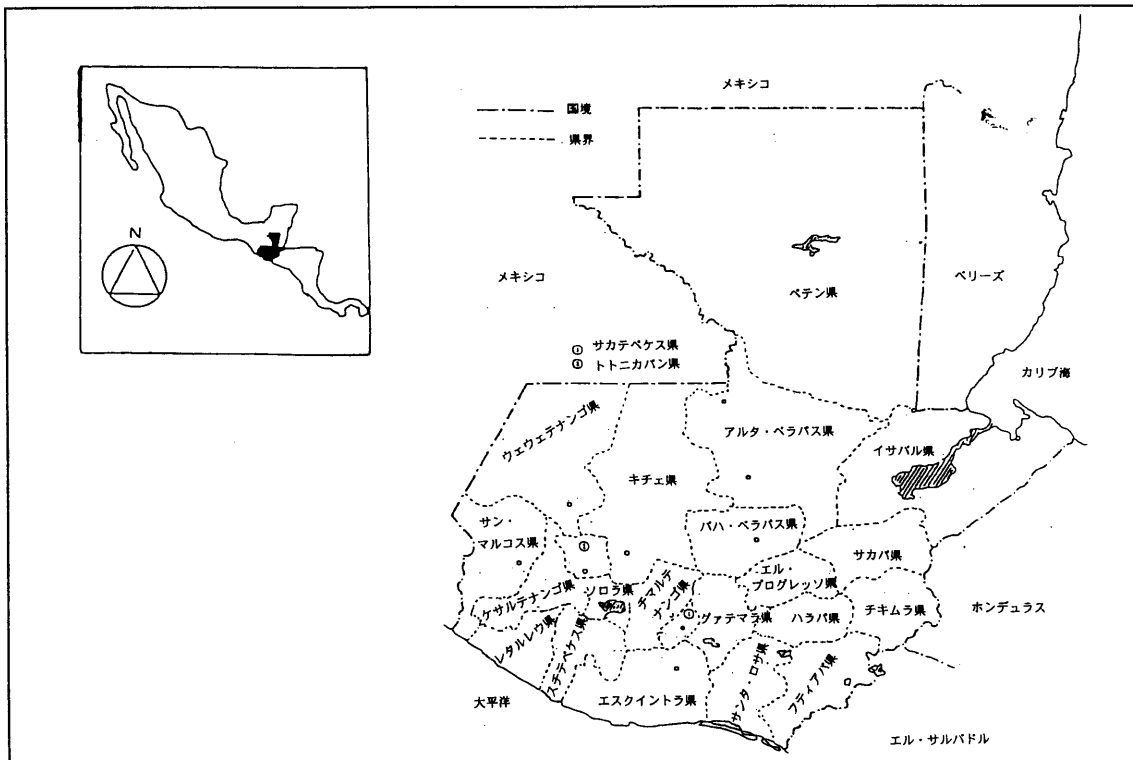 N
メキシコ
国境
県界
メキシコ
ペテン県
ベリーズ
① サカテペケス県
② トトニカパン県
カリブ海
ウェウェテナンゴ県
アルタ・ベラパス県
イサバル県
キチェ県
サン・
マルコス県
バハ・ベラパス県
サカパ県
エル・
プログレッソ県
ケサルテナンゴ県
ソロラ県
チマルテ
ナンゴ県
グァテマラ県
ハラパ県
チキムラ県
ホンデュラス
レタルレウ県
スチテペケス県
エスクイントラ県
サンタ・ロサ県
フティアパ県
大平洋
エル・サルバドル